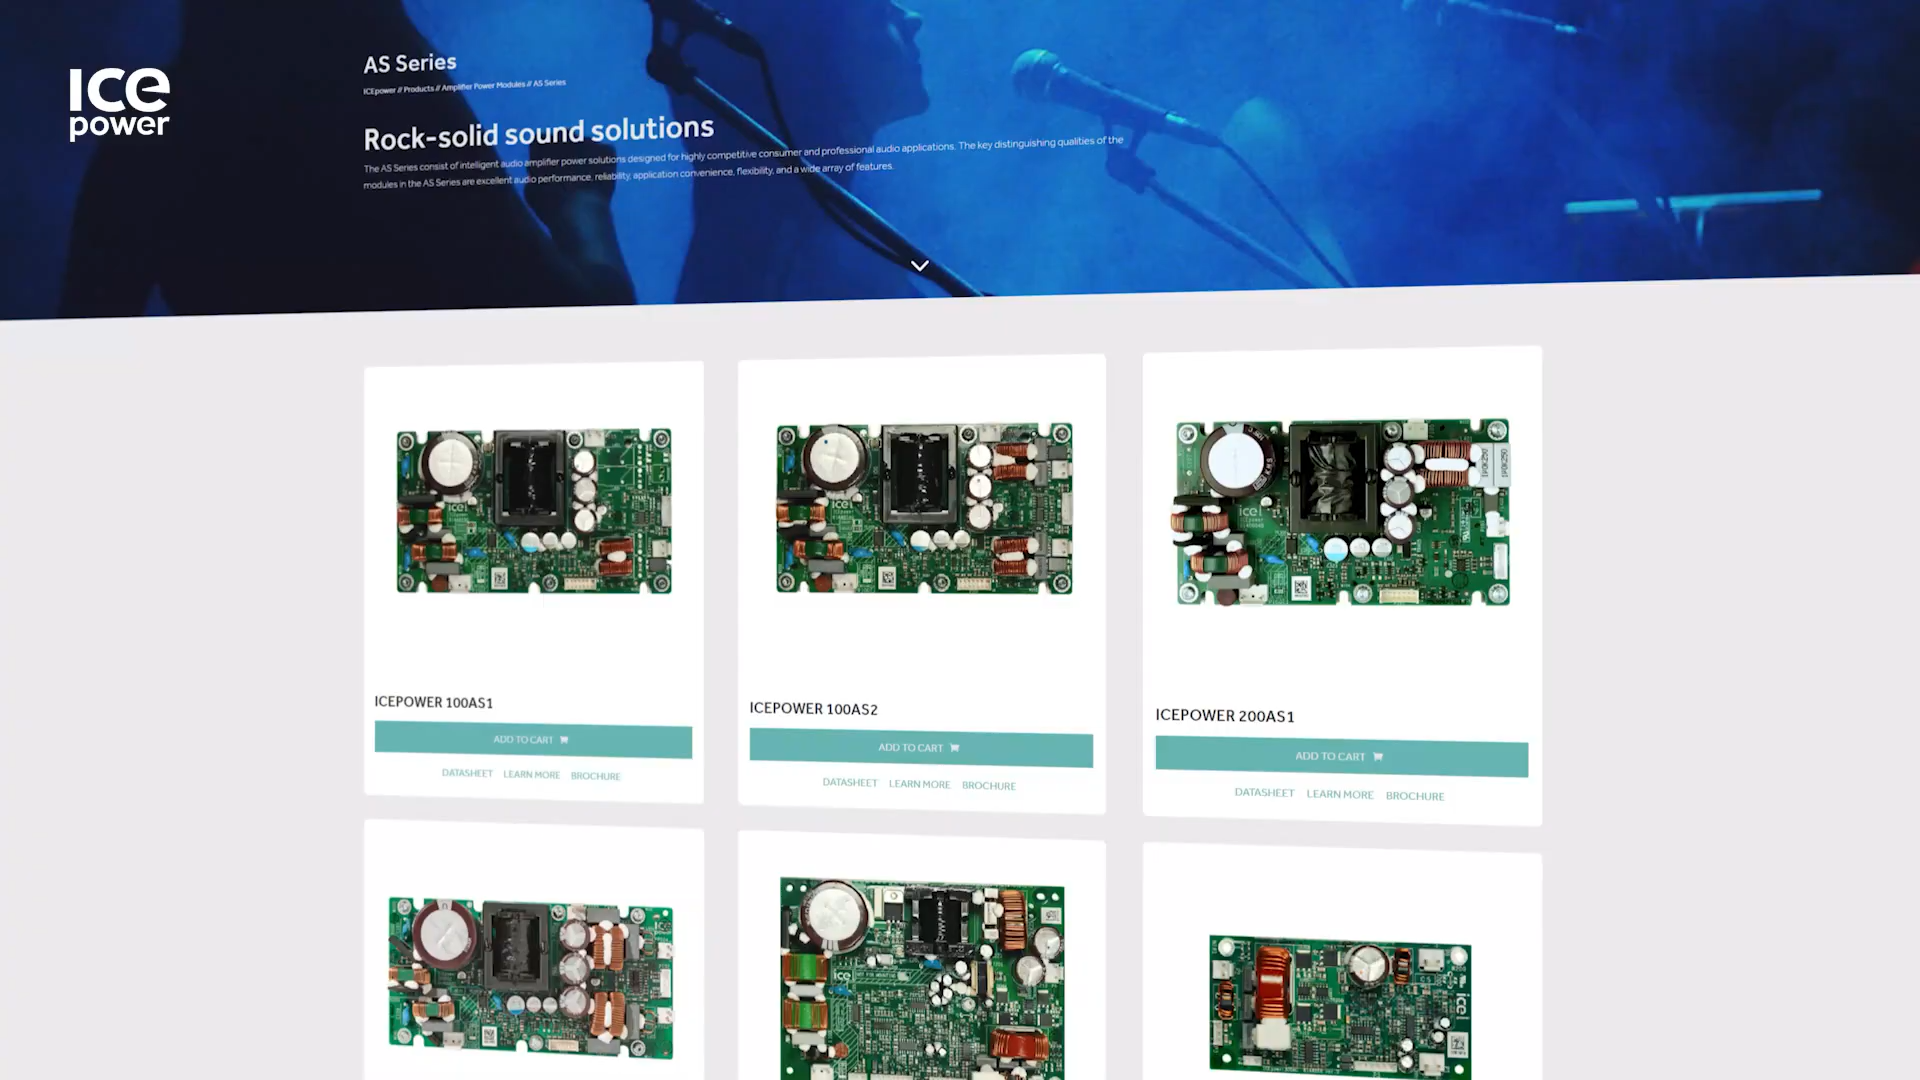 ICE
power
AS Series
ICEpower // Products // Amplifier Power Modules // AS Series
Rock-solid sound solutions
The AS Series consist of intelligent audio amplifier power solutions designed for highly competitive consumer and professional audio applications. The key distinguishing qualities of the
modules in the AS Series are excellent audio performance, reliability, application convenience, flexibility, and a wide array of features.
ICEPOWER 100AS1
ADD TO CART
DATASHEET LEARN MORE BROCHURE
ICEPOWER 100AS2
ADD TO CART
DATASHEET LEARN MORE BROCHURE
ICEPOWER 200AS1
ADD TO CART
DATASHEET LEARN MORE BROCHURE